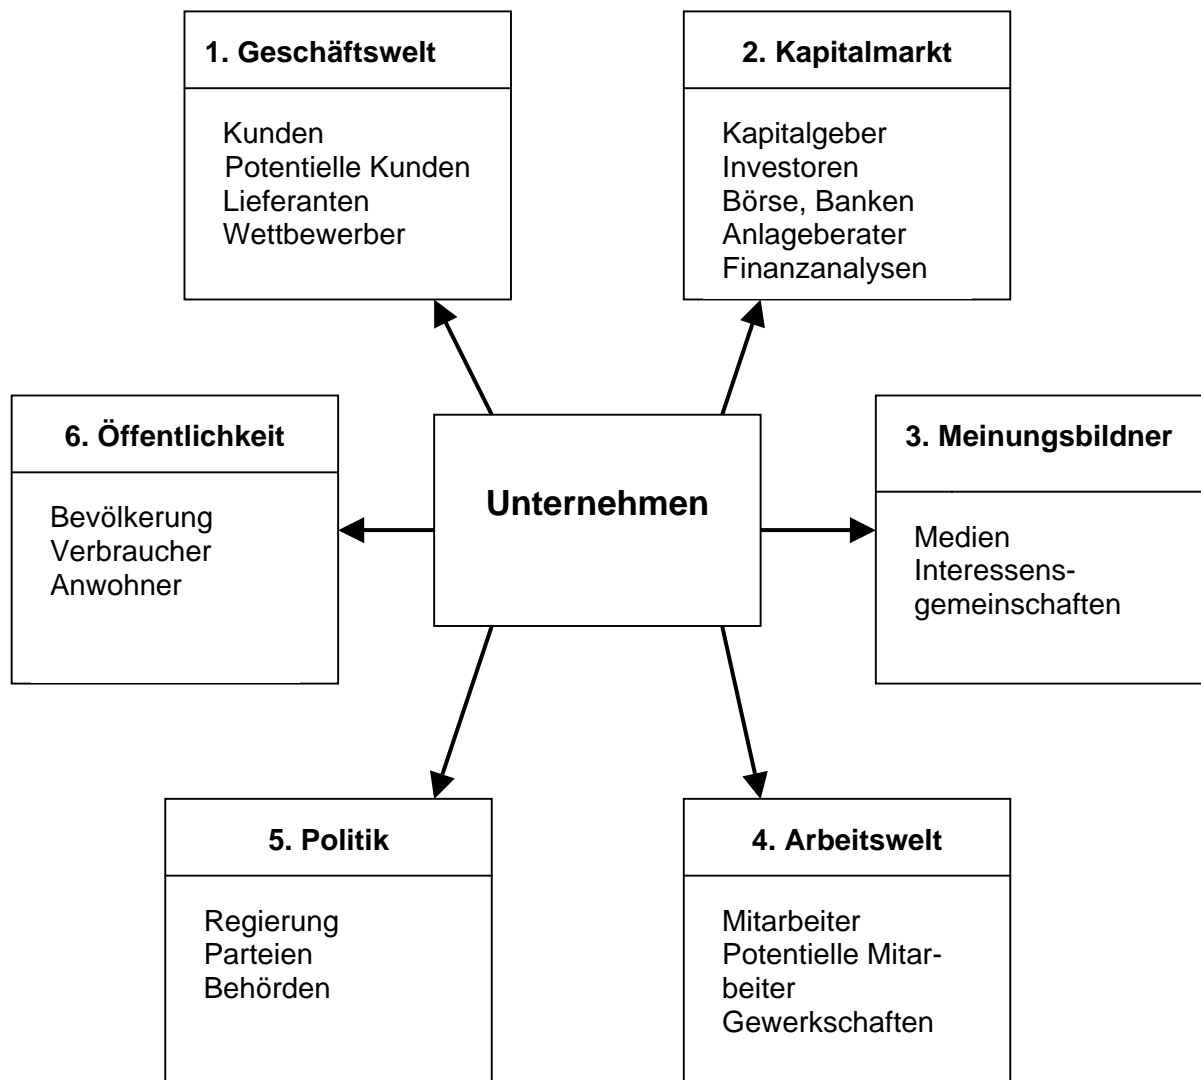 1. Geschäftswelt
Kunden
Potentielle Kunden
Lieferanten
Wettbewerber
2. Kapitalmarkt
Kapitalgeber
Investoren
Börse, Banken
Anlageberater
Finanzanalysen
6. Öffentlichkeit
Bevölkerung
Verbraucher
Anwohner
Unternehmen
3. Meinungsbildner
Medien
Interessens-
gemeinschaften
5. Politik
Regierung
Parteien
Behörden
4. Arbeitswelt
Mitarbeiter
Potentielle Mitar-
beiter
Gewerkschaften